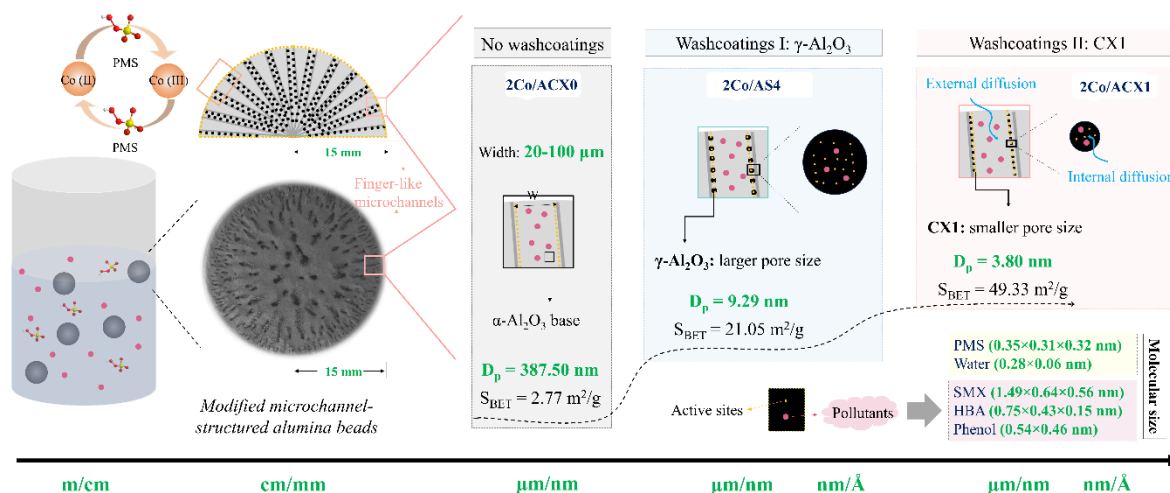 PMS
Co (II)
Co (III)
PMS
15 mm
Finger-like
microchannels
15 mm
Modified microchannel-
structured alumina beads
No washcoatings
2Co/ACX0
Width: 20-100 μm
W
α-Al₂O₃ base
Dₚ = 387.50 nm
S_BET = 2.77 m²/g
Washcoatings I: γ-Al₂O₃
2Co/AS4
γ-Al₂O₃: larger pore size
Dₚ = 9.29 nm
S_BET = 21.05 m²/g
Washcoatings II: CX1
External diffusion
2Co/ACX1
Internal diffusion
CX1: smaller pore size
Dₚ = 3.80 nm
S_BET = 49.33 m²/g
Active sites
Pollutants
PMS (0.35×0.31×0.32 nm)
Water (0.28×0.06 nm)
SMX (1.49×0.64×0.56 nm)
HBA (0.75×0.43×0.15 nm)
Phenol (0.54×0.46 nm)
Molecular size
m/cm
cm/mm
μm/nm
μm/nm
nm/Å
μm/nm
nm/Å